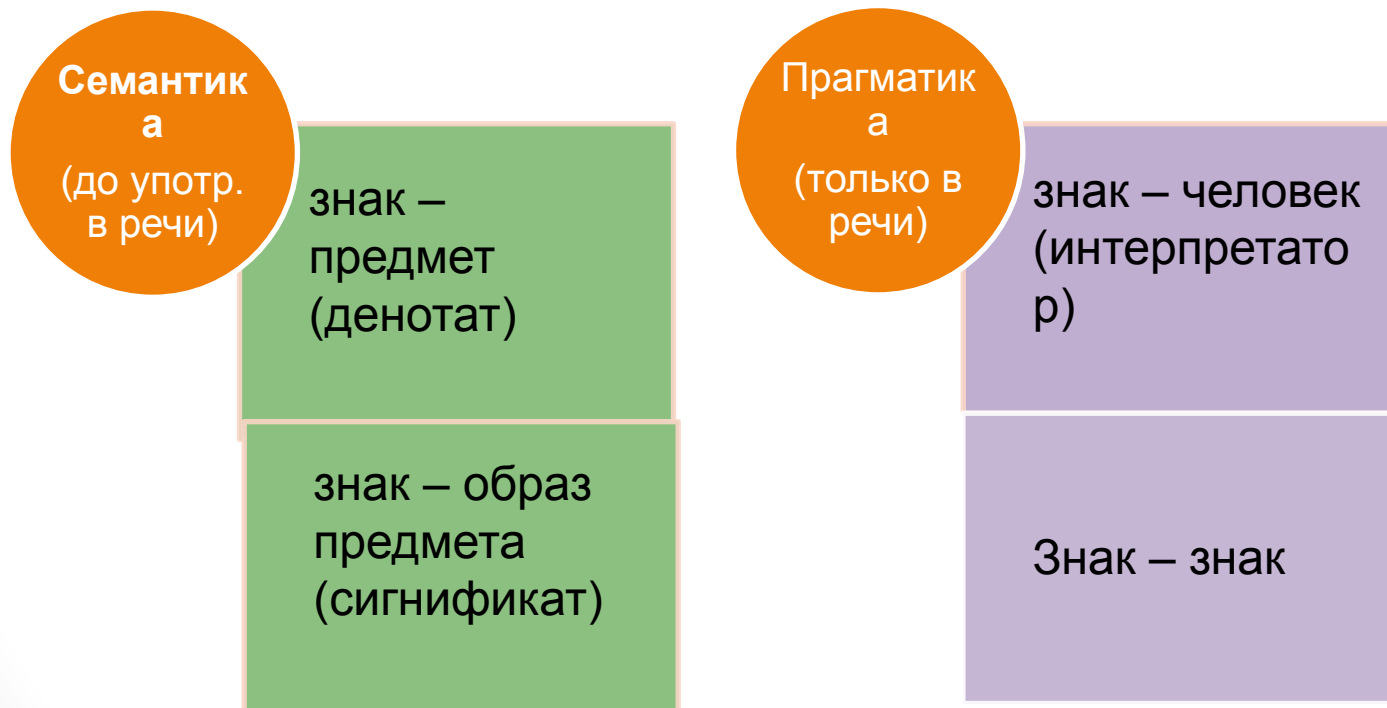 Семантик
а
(до употр.
в речи)
знак –
предмет
(денотат)
знак – образ
предмета
(сигнификат)
Прагматик
а
(только в
речи)
знак – человек
(интерпретато
р)
Знак – знак